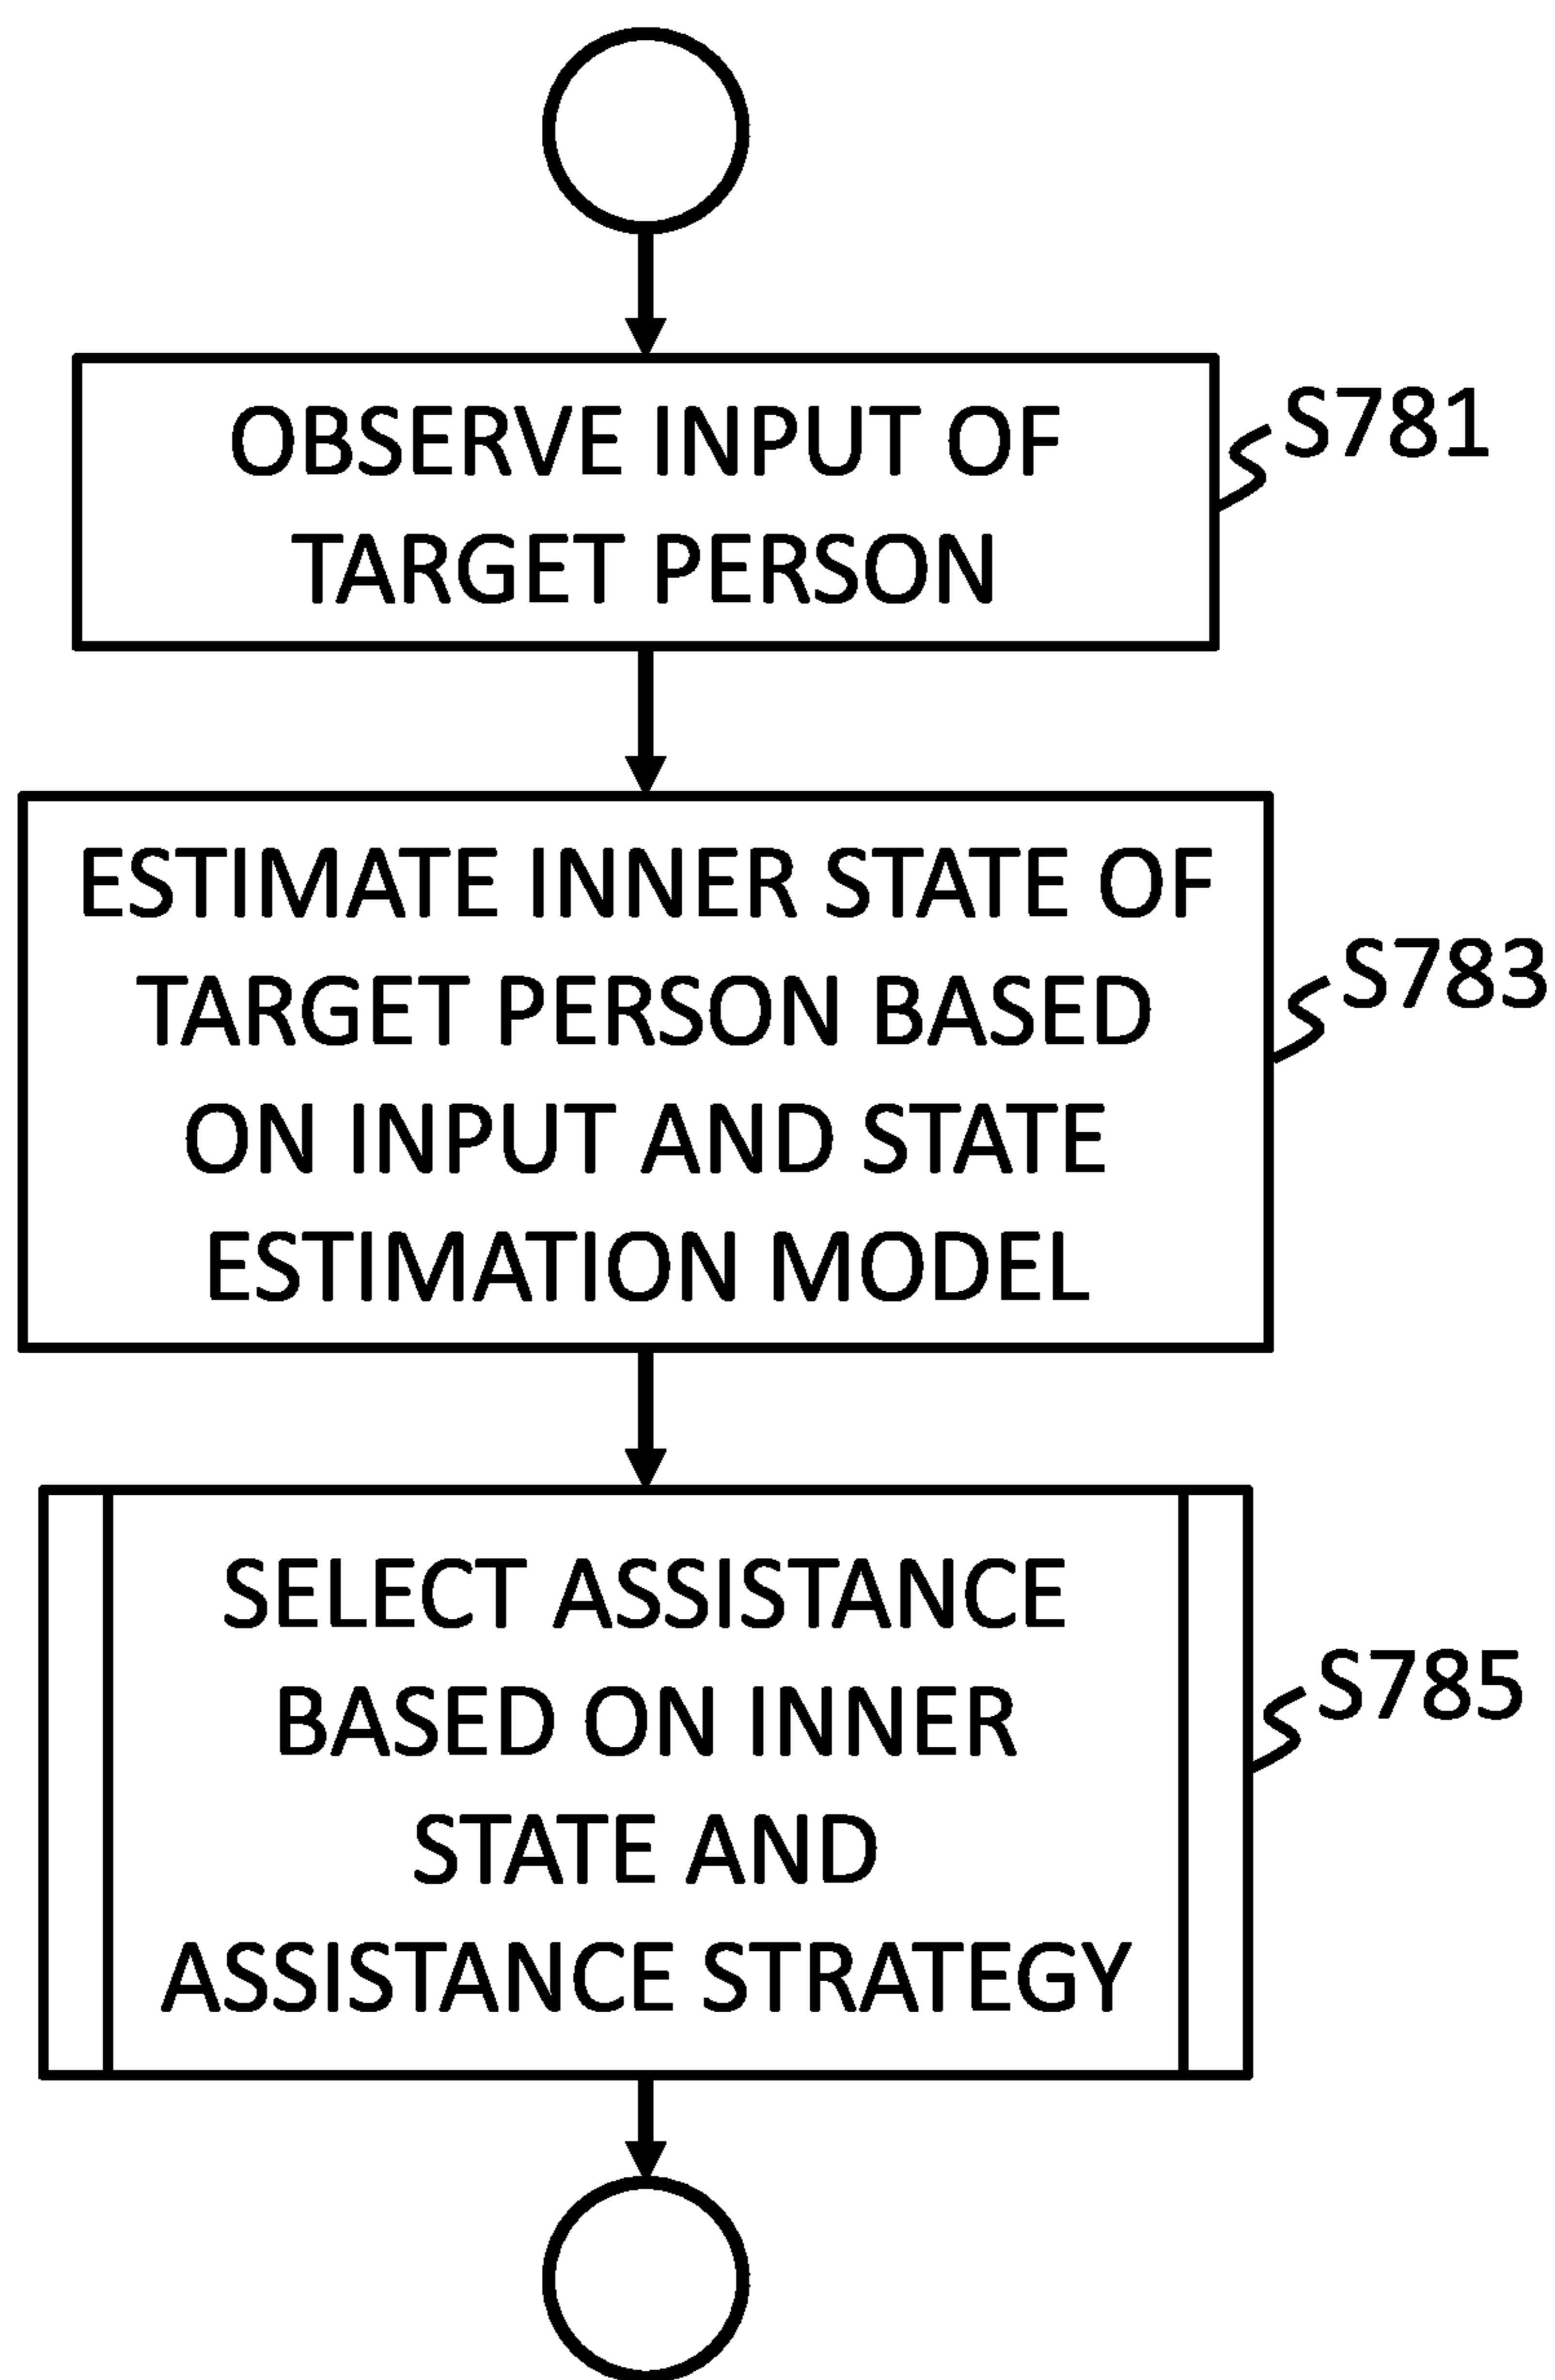 OBSERVE INPUT OF
TARGET PERSON
S781
ESTIMATE INNER STATE OF
TARGET PERSON BASED
ON INPUT AND STATE
ESTIMATION MODEL
S783
SELECT ASSISTANCE
BASED ON INNER
STATE AND
ASSISTANCE STRATEGY
S785